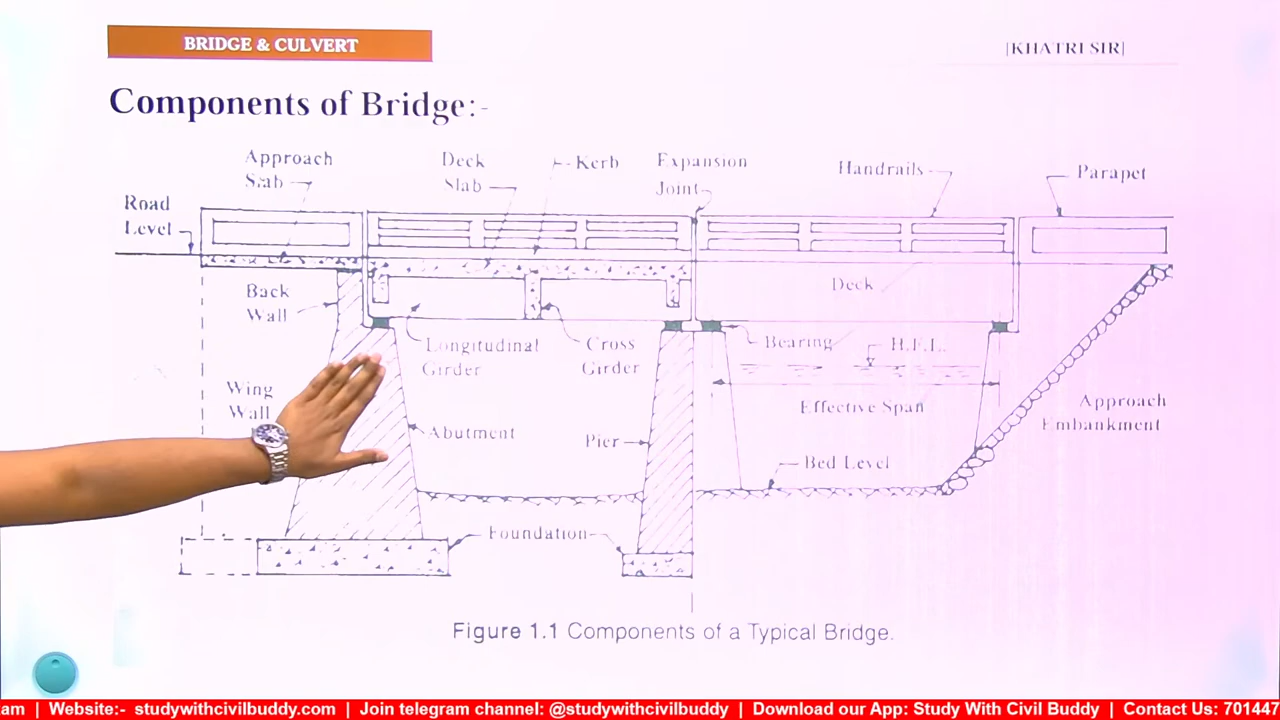 BRIDGE & CULVERT
|KHATRI SIR|
Components of Bridge:-
Approach
Slab
Deck
Slab
Kerb
Expansion
Joint
Handrails
Parapet
Road
Level
Back
Wall
Deck
Longitudinal
Girder
Cross
Girder
Bearing
H.F.L.
Wing
Wall
Effective Span
Approach
Embankment
Abutment
Pier
Bed Level
Foundation
Figure 1.1 Components of a Typical Bridge.
am | Website:- studywithcivilbuddy.com | Join telegram channel: @studywithcivilbuddy | Download our App: Study With Civil Buddy | Contact Us: 701447